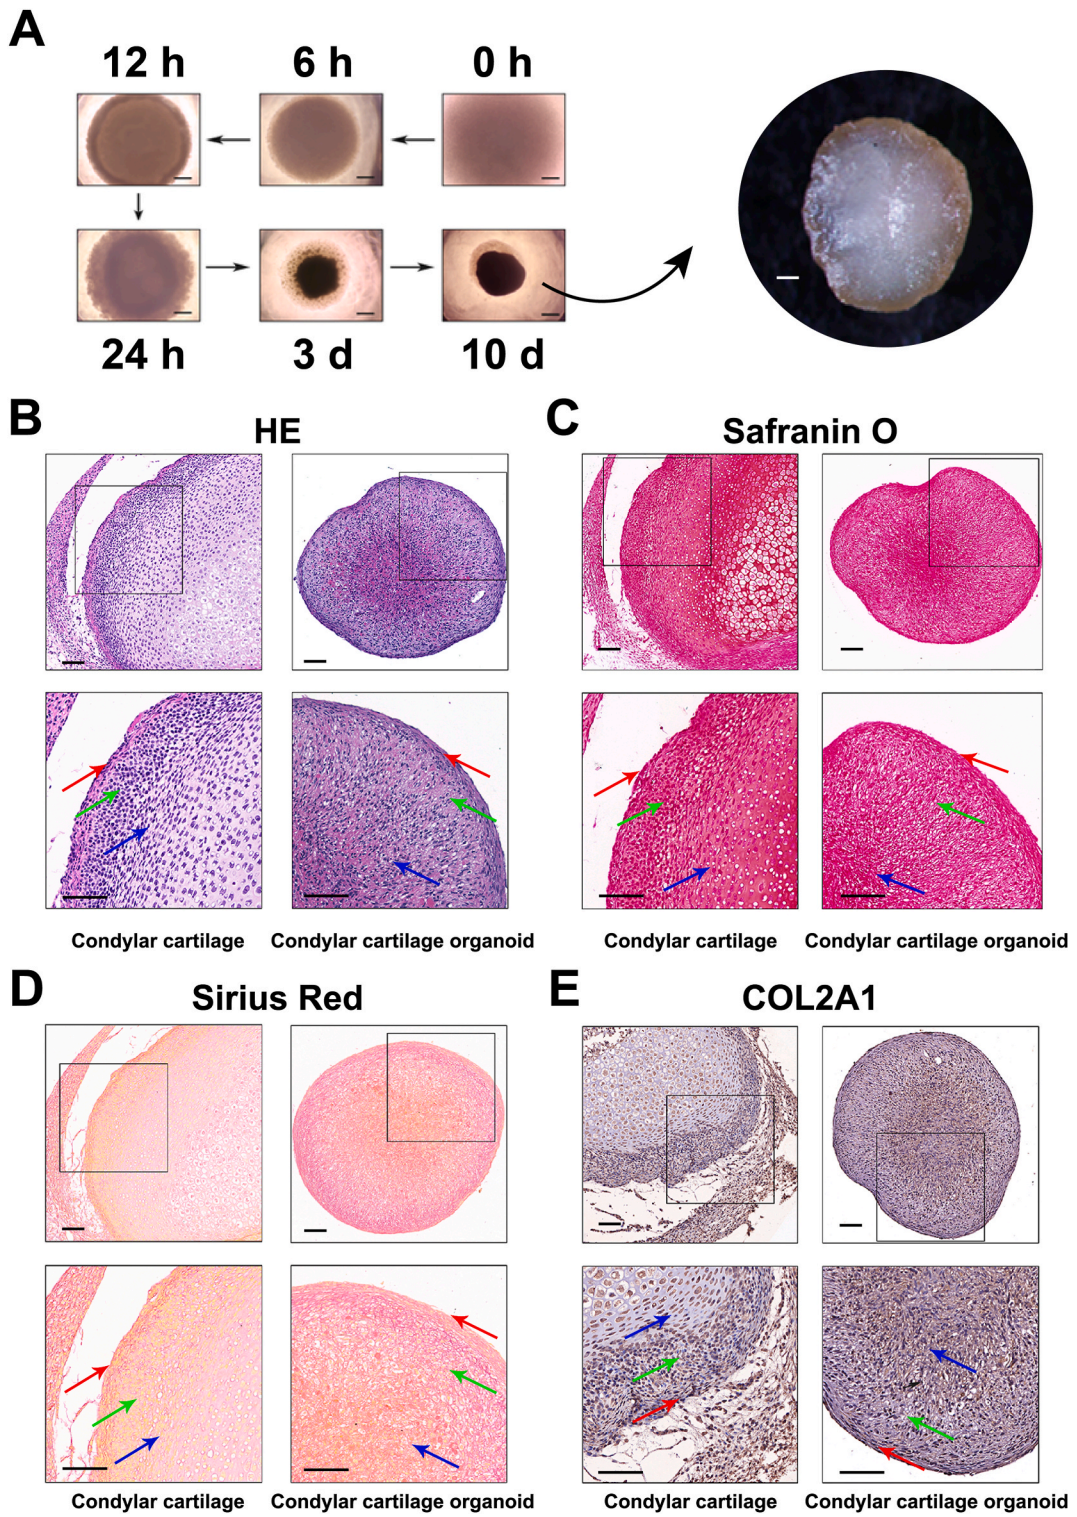 A
12 h 6 h 0 h
24 h 3 d 10 d
B
HE
C
Safranin O
Condylar cartilage Condylar cartilage organoid
Condylar cartilage Condylar cartilage organoid
D
Sirius Red
E
COL2A1
Condylar cartilage Condylar cartilage organoid
Condylar cartilage Condylar cartilage organoid